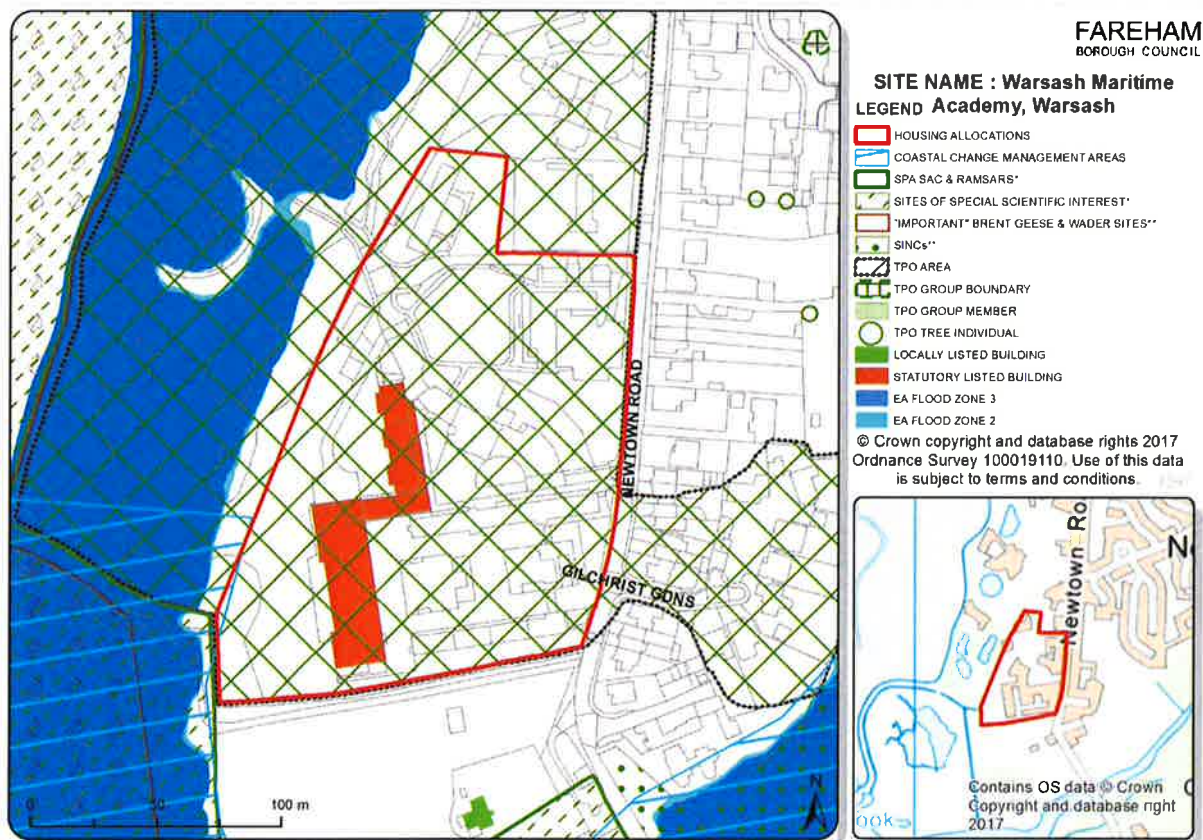 FAREHAM
BOROUGH COUNCIL
SITE NAME : Warsash Maritime
LEGEND Academy, Warsash
HOUSING ALLOCATIONS
COASTAL CHANGE MANAGEMENT AREAS
SPA SAC & RAMSARS*
SITES OF SPECIAL SCIENTIFIC INTEREST*
"IMPORTANT" BRENT GEESE & WADER SITES**
SINCs**
TPO AREA
TPO GROUP BOUNDARY
TPO GROUP MEMBER
TPO TREE INDIVIDUAL
LOCALLY LISTED BUILDING
STATUTORY LISTED BUILDING
EA FLOOD ZONE 3
EA FLOOD ZONE 2
© Crown copyright and database rights 2017
Ordnance Survey 100019110. Use of this data
is subject to terms and conditions.
NEWTOWN ROAD
GILCHRIST GDNS
0 50 100 m
N
Newtown Ro
N
Contains OS data © Crown
Copyright and database right
2017
ook